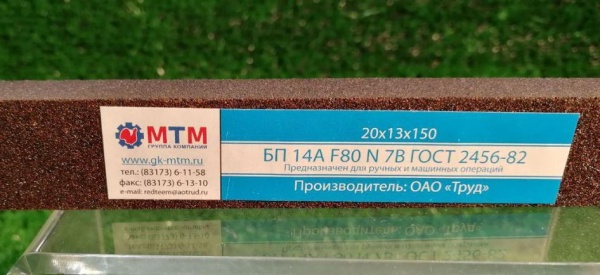 МТМ
ГРУППА КОМПАНИЙ
www.gk-mtm.ru
тел.: (83173) 6-11-58
факс: (83173) 6-13-10
e-mail: redteem@aotrud.ru
20x13x150
БП 14А F80 N 7В ГОСТ 2456-82
Предназначен для ручных и машинных операций
Производитель: ОАО «Труд»